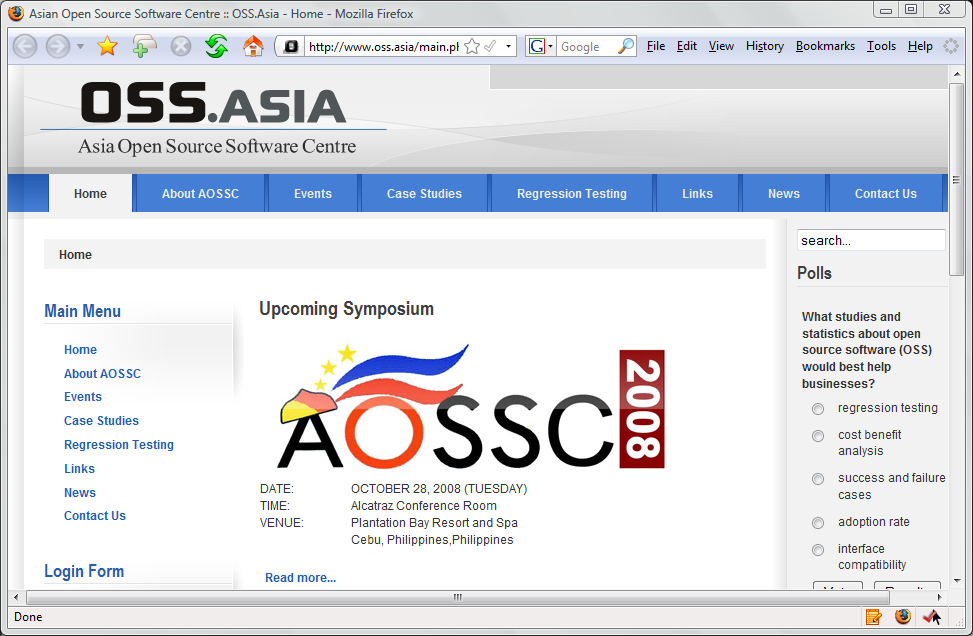 Asian Open Source Software Centre :: OSS.Asia - Home - Mozilla Firefox
http://www.oss.asia/main.pl
G
Google
File Edit View History Bookmarks Tools Help
OSS.ASIA
Asia Open Source Software Centre
Home About AOSSC Events Case Studies Regression Testing Links News Contact Us
Home
Main Menu
Home
About AOSSC
Events
Case Studies
Regression Testing
Links
News
Contact Us
Login Form
Upcoming Symposium
AOSSC
2008
DATE: OCTOBER 28, 2008 (TUESDAY)
TIME: Alcatraz Conference Room
VENUE: Plantation Bay Resort and Spa
Cebu, Philippines,Philippines
Read more...
search...
Polls
What studies and
statistics about open
source software (OSS)
would best help
businesses?
regression testing
cost benefit
analysis
success and failure
cases
adoption rate
interface
compatibility
Done